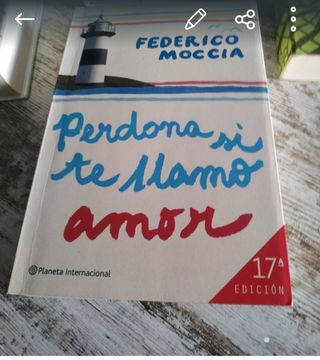 FEDERICO
MOCCIA
Perdona si
te llamo
amor
Planeta Internacional
17ª
EDICIÓN